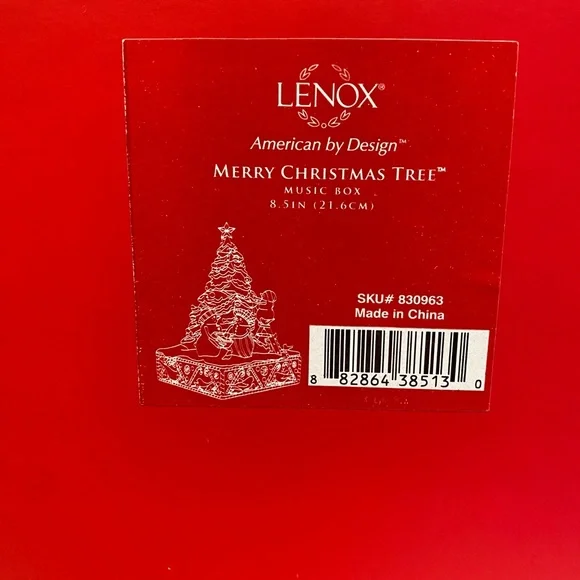 LENOX®
American by Design™
MERRY CHRISTMAS TREE™
MUSIC BOX
8.5IN (21.6CM)
SKU# 830963
Made in China
8 82864 38513 0